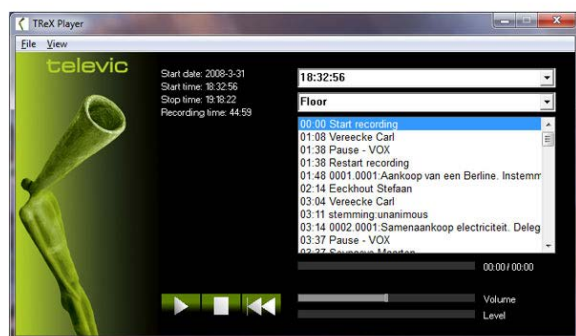 TReX Player
File View
televic
Start date: 2008-3-31
Start time: 18:32:56
Stop time: 19:18:22
Recording time: 44:59
18:32:56
Floor
00:00 Start recording
01:08 Vereecke Carl
01:38 Pause - VOX
01:38 Restart recording
01:48 0001.0001:Aankoop van een Berline. Instemm
02:14 Eeckhout Stefaan
03:04 Vereecke Carl
03:11 stemming:unanimous
03:14 0002.0001:Samenaankoop electriciteit. Deleg
03:37 Pause - VOX
03:37
00:00/00:00
Volume
Level